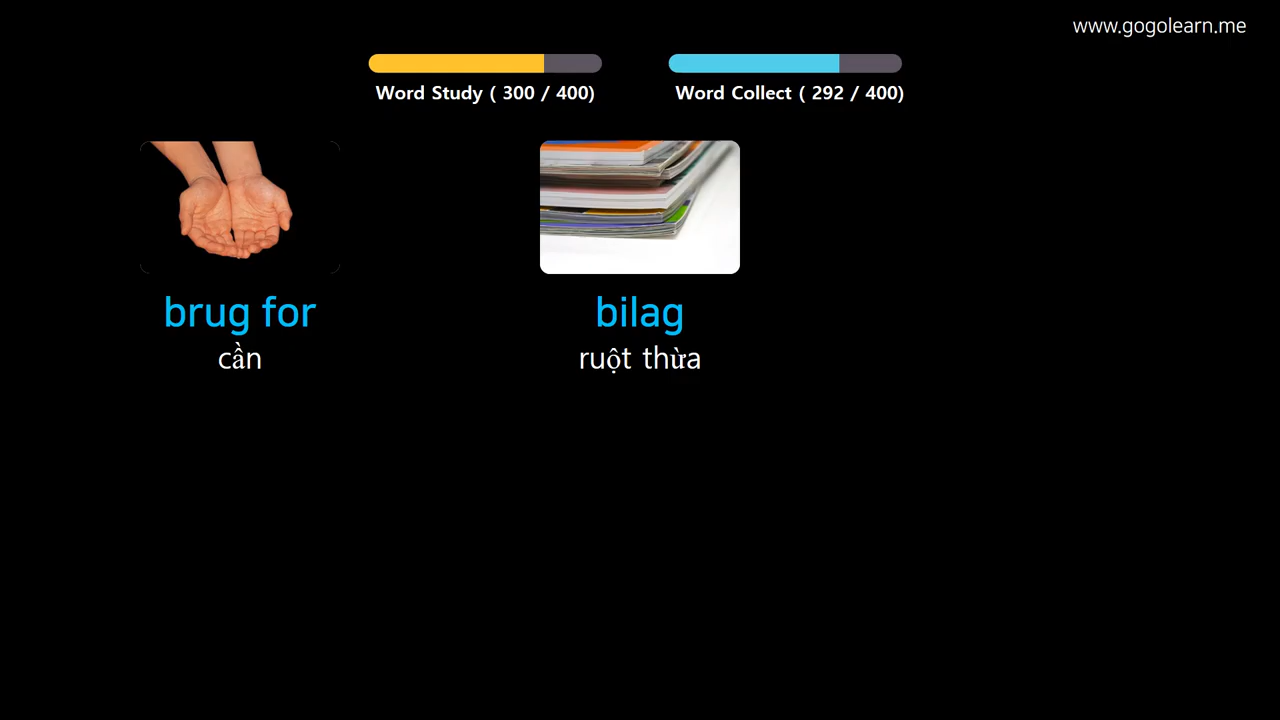 www.gogolearn.me
Word Study ( 300 / 400)
Word Collect ( 292 / 400)
brug for
cần
bilag
ruột thừa